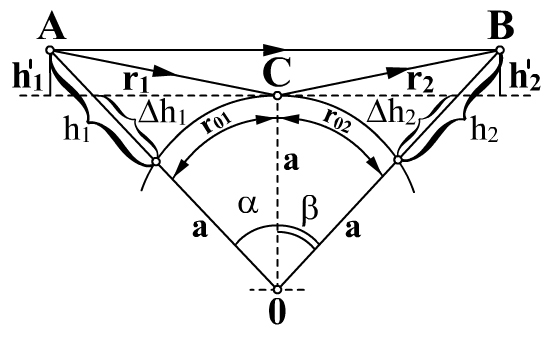 A B
h'₁ r₁ C r₂ h'₂
h₁ Δh₁ r₀₁ r₀₂ Δh₂ h₂
a
α β
a a
0